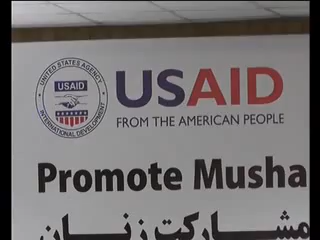 UNITED STATES AGENCY
USAID
INTERNATIONAL DEVELOPMENT
USAID
FROM THE AMERICAN PEOPLE
Promote Musha
مشارکت زنان